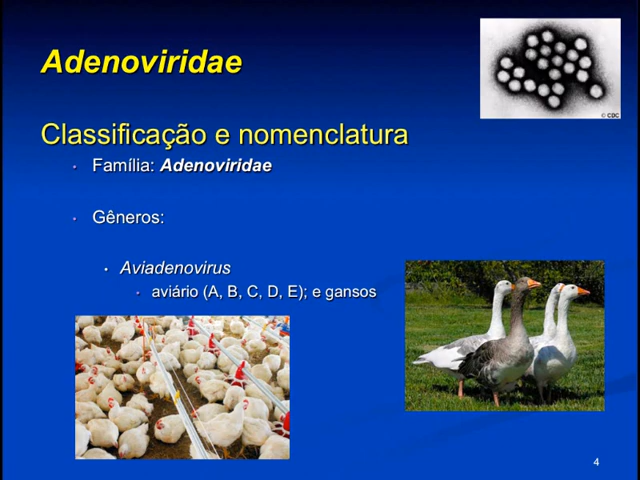 Adenoviridae
© CDC
Classificação e nomenclatura
• Família: Adenoviridae
• Gêneros:
• Aviadenovirus
• aviário (A, B, C, D, E); e gansos
4